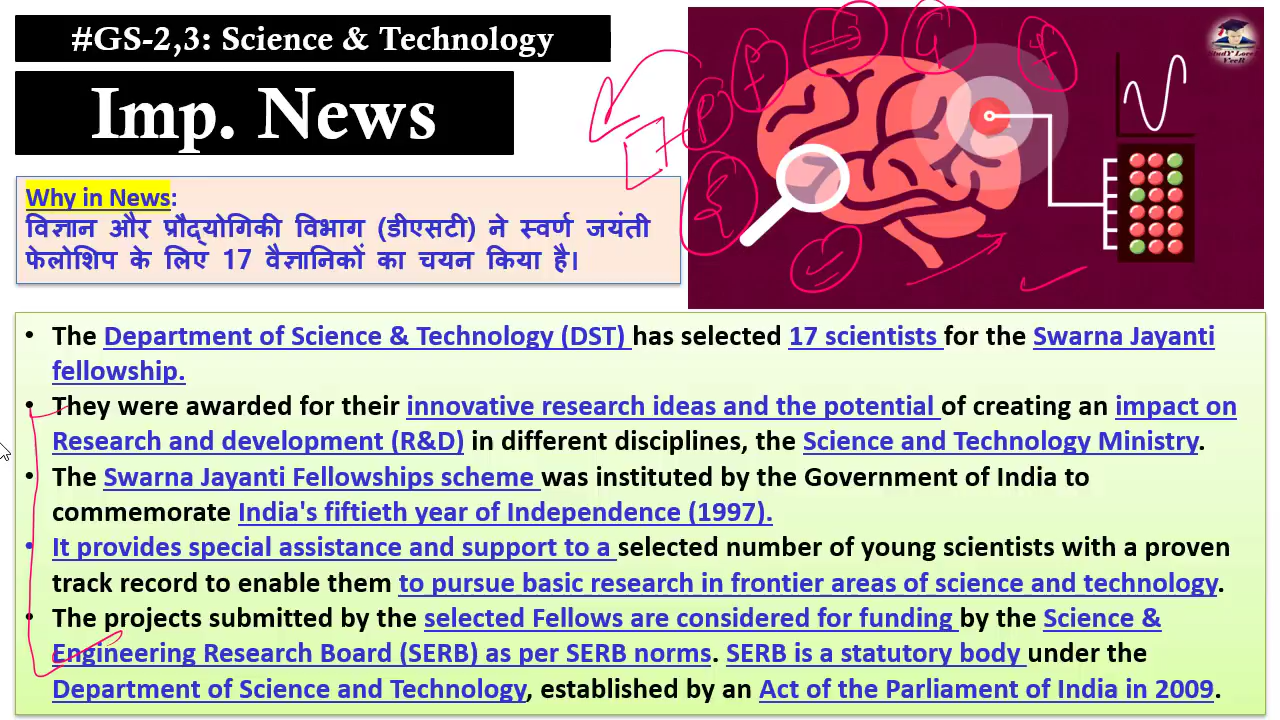 #GS-2,3: Science & Technology
Imp. News
Why in News:
विज्ञान और प्रौद्योगिकी विभाग (डीएसटी) ने स्वर्ण जयंती
फेलोशिप के लिए 17 वैज्ञानिकों का चयन किया है।
StudY LoveR
VeeR
17
• The Department of Science & Technology (DST) has selected 17 scientists for the Swarna Jayanti
fellowship.
• They were awarded for their innovative research ideas and the potential of creating an impact on
Research and development (R&D) in different disciplines, the Science and Technology Ministry.
• The Swarna Jayanti Fellowships scheme was instituted by the Government of India to
commemorate India's fiftieth year of Independence (1997).
• It provides special assistance and support to a selected number of young scientists with a proven
track record to enable them to pursue basic research in frontier areas of science and technology.
• The projects submitted by the selected Fellows are considered for funding by the Science &
Engineering Research Board (SERB) as per SERB norms. SERB is a statutory body under the
Department of Science and Technology, established by an Act of the Parliament of India in 2009.